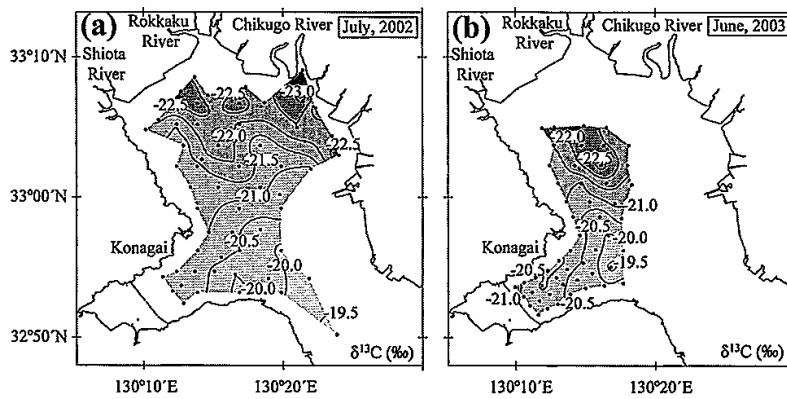 (a) Rokkaku River Chikugo River July, 2002
Shiota River
33°10´N
33°00´N
32°50´N
-22.5
-22.5
-23.0
-22.0
-22.5
-21.5
-21.0
-20.5
-20.0
-20.0
-19.5
Konagai
δ¹³C (‰)
130°10´E 130°20´E
(b) Rokkaku River Chikugo River June, 2003
Shiota River
-22.0
-22.5
-21.0
-20.5
-20.0
-19.5
Konagai
-20.5
-21.0
-20.5
δ¹³C (‰)
130°10´E 130°20´E